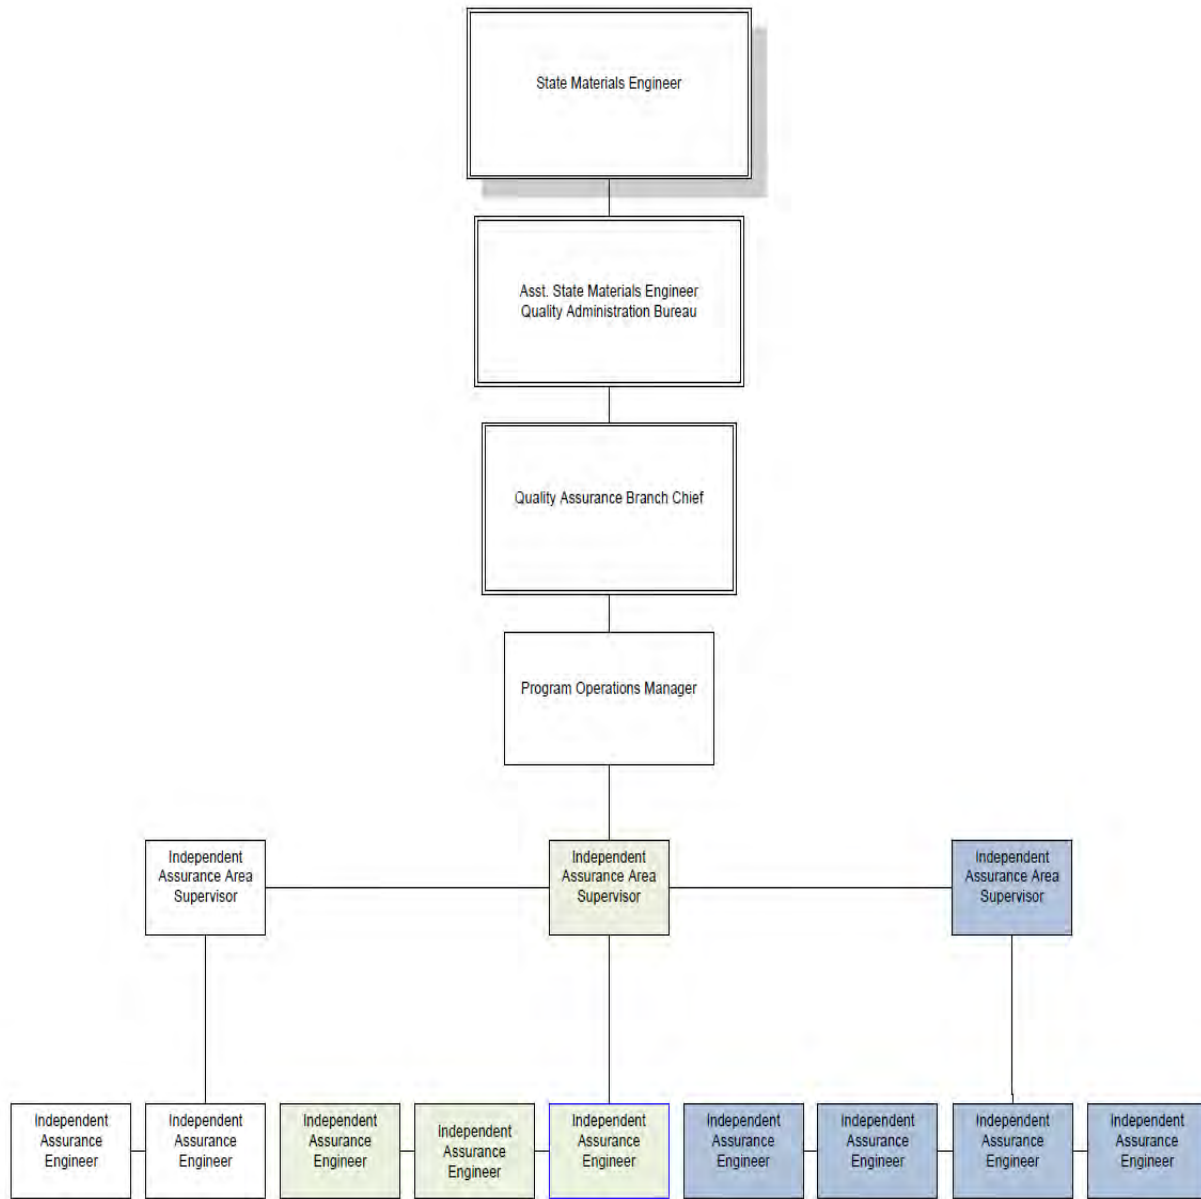 State Materials Engineer
Asst. State Materials Engineer
Quality Administration Bureau
Quality Assurance Branch Chief
Program Operations Manager
Independent
Assurance Area
Supervisor
Independent
Assurance Area
Supervisor
Independent
Assurance Area
Supervisor
Independent
Assurance
Engineer
Independent
Assurance
Engineer
Independent
Assurance
Engineer
Independent
Assurance
Engineer
Independent
Assurance
Engineer
Independent
Assurance
Engineer
Independent
Assurance
Engineer
Independent
Assurance
Engineer
Independent
Assurance
Engineer